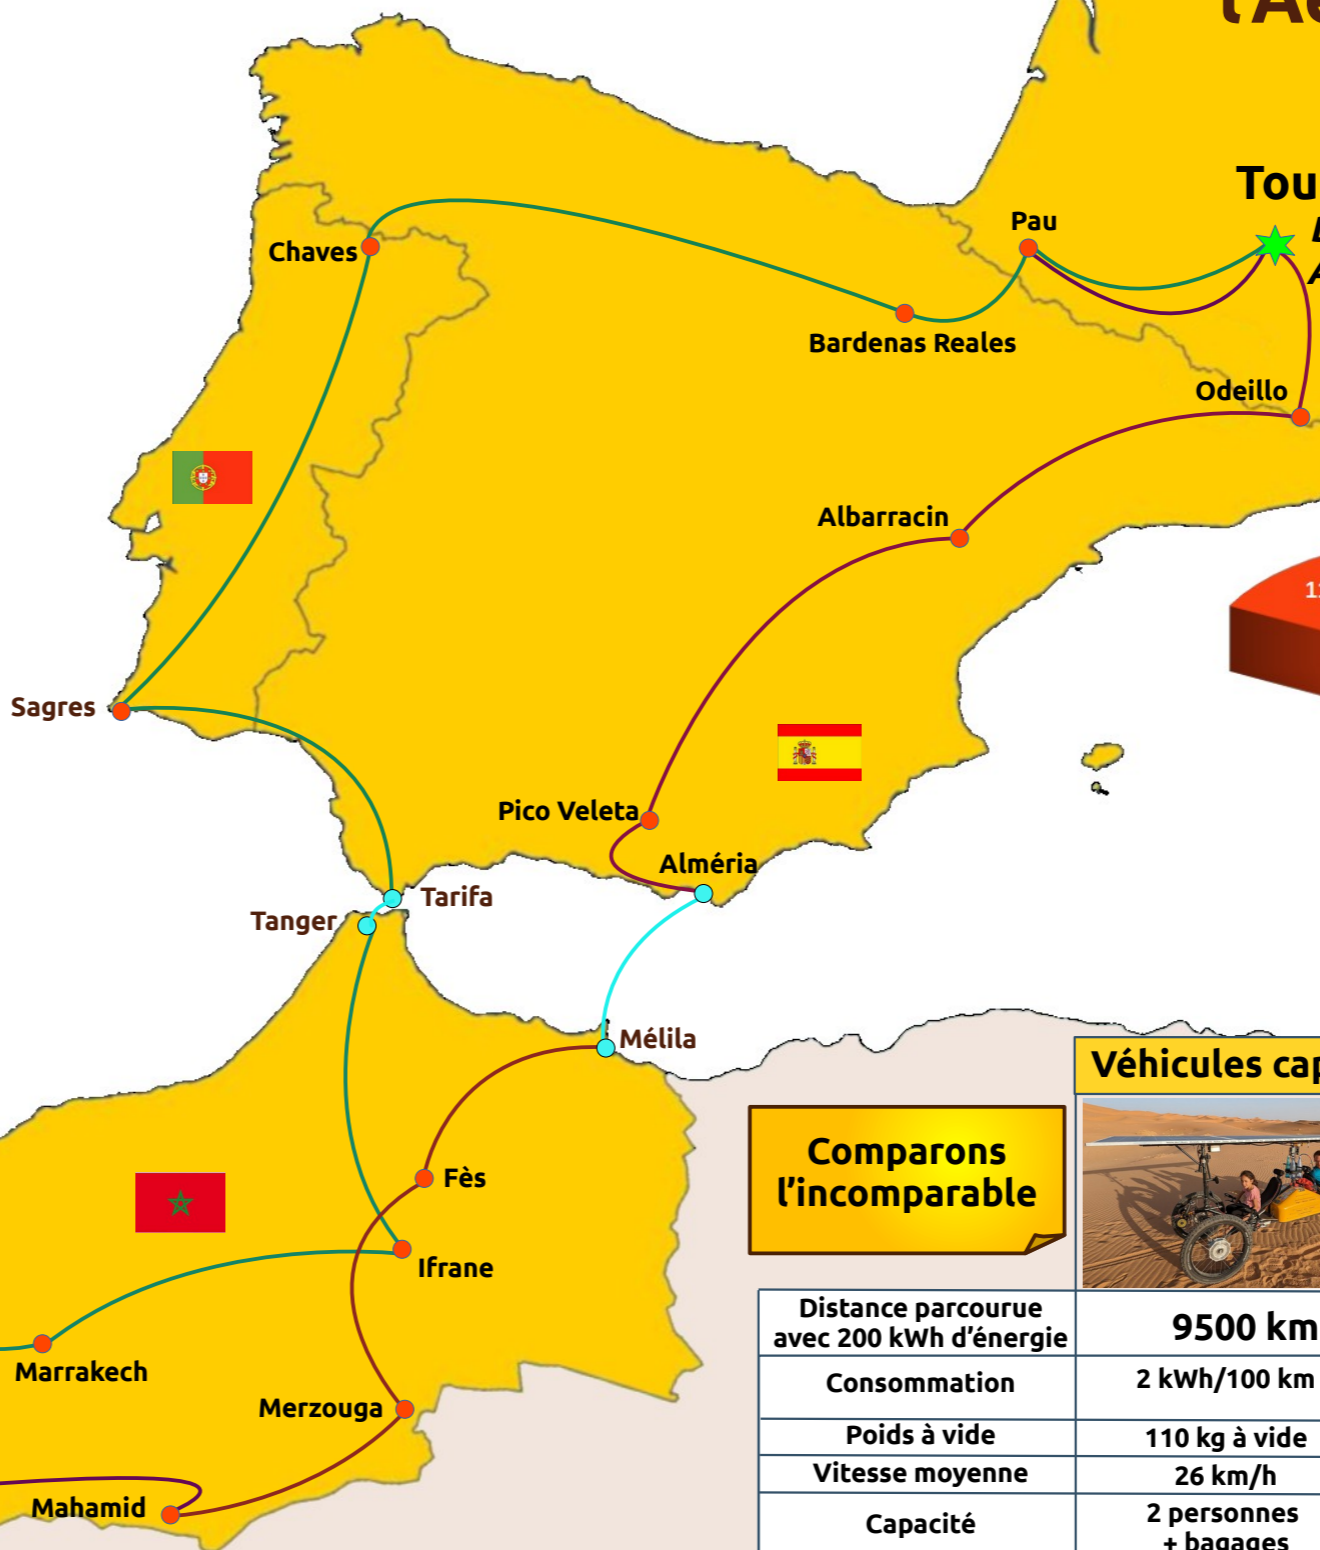 Pau
Chaves
Bardenas Reales
Odeillo
Albarracin
Sagres
Pico Veleta
Alméria
Tarifa
Tanger
Mélila
Fès
Ifrane
Marrakech
Merzouga
Mahamid
Comparons
l'incomparable
Distance parcourue
avec 200 kWh d'énergie
9500 km
Consommation
2 kWh/100 km
Poids à vide
110 kg à vide
Vitesse moyenne
26 km/h
Capacité
2 personnes
+ bagages
Véhicules